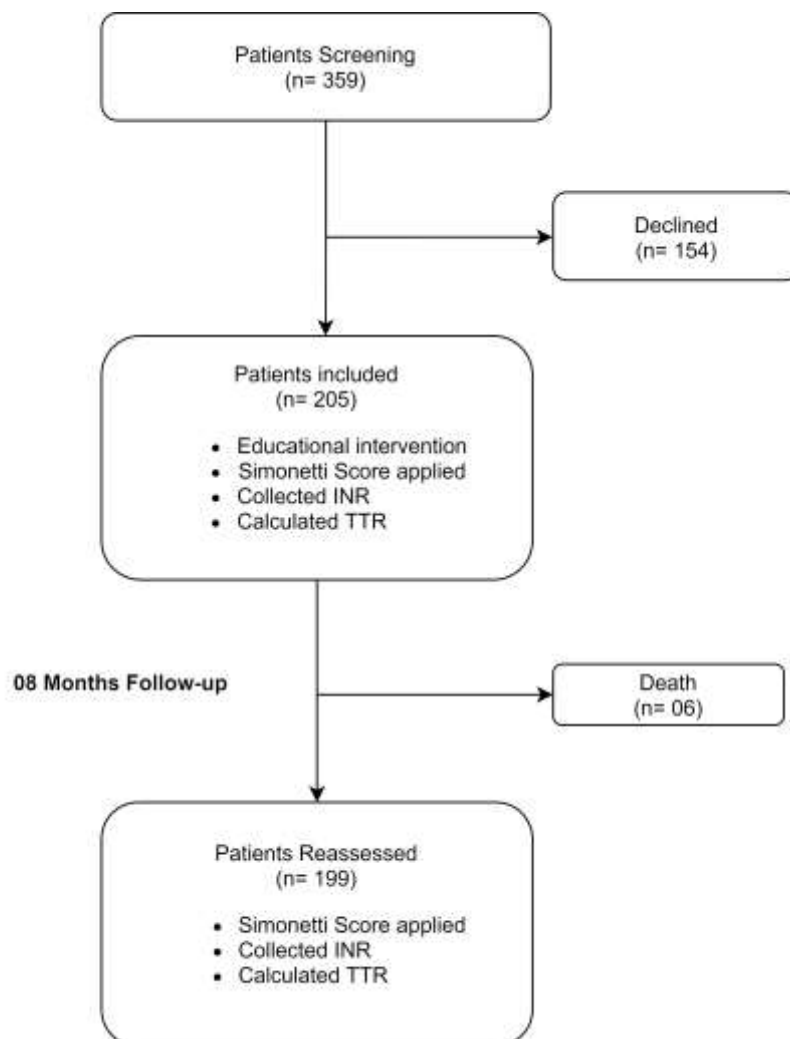 Patients Screening
(n= 359)
Declined
(n= 154)
Patients included
(n= 205)
• Educational intervention
• Simonetti Score applied
• Collected INR
• Calculated TTR
08 Months Follow-up
Death
(n= 06)
Patients Reassessed
(n= 199)
• Simonetti Score applied
• Collected INR
• Calculated TTR